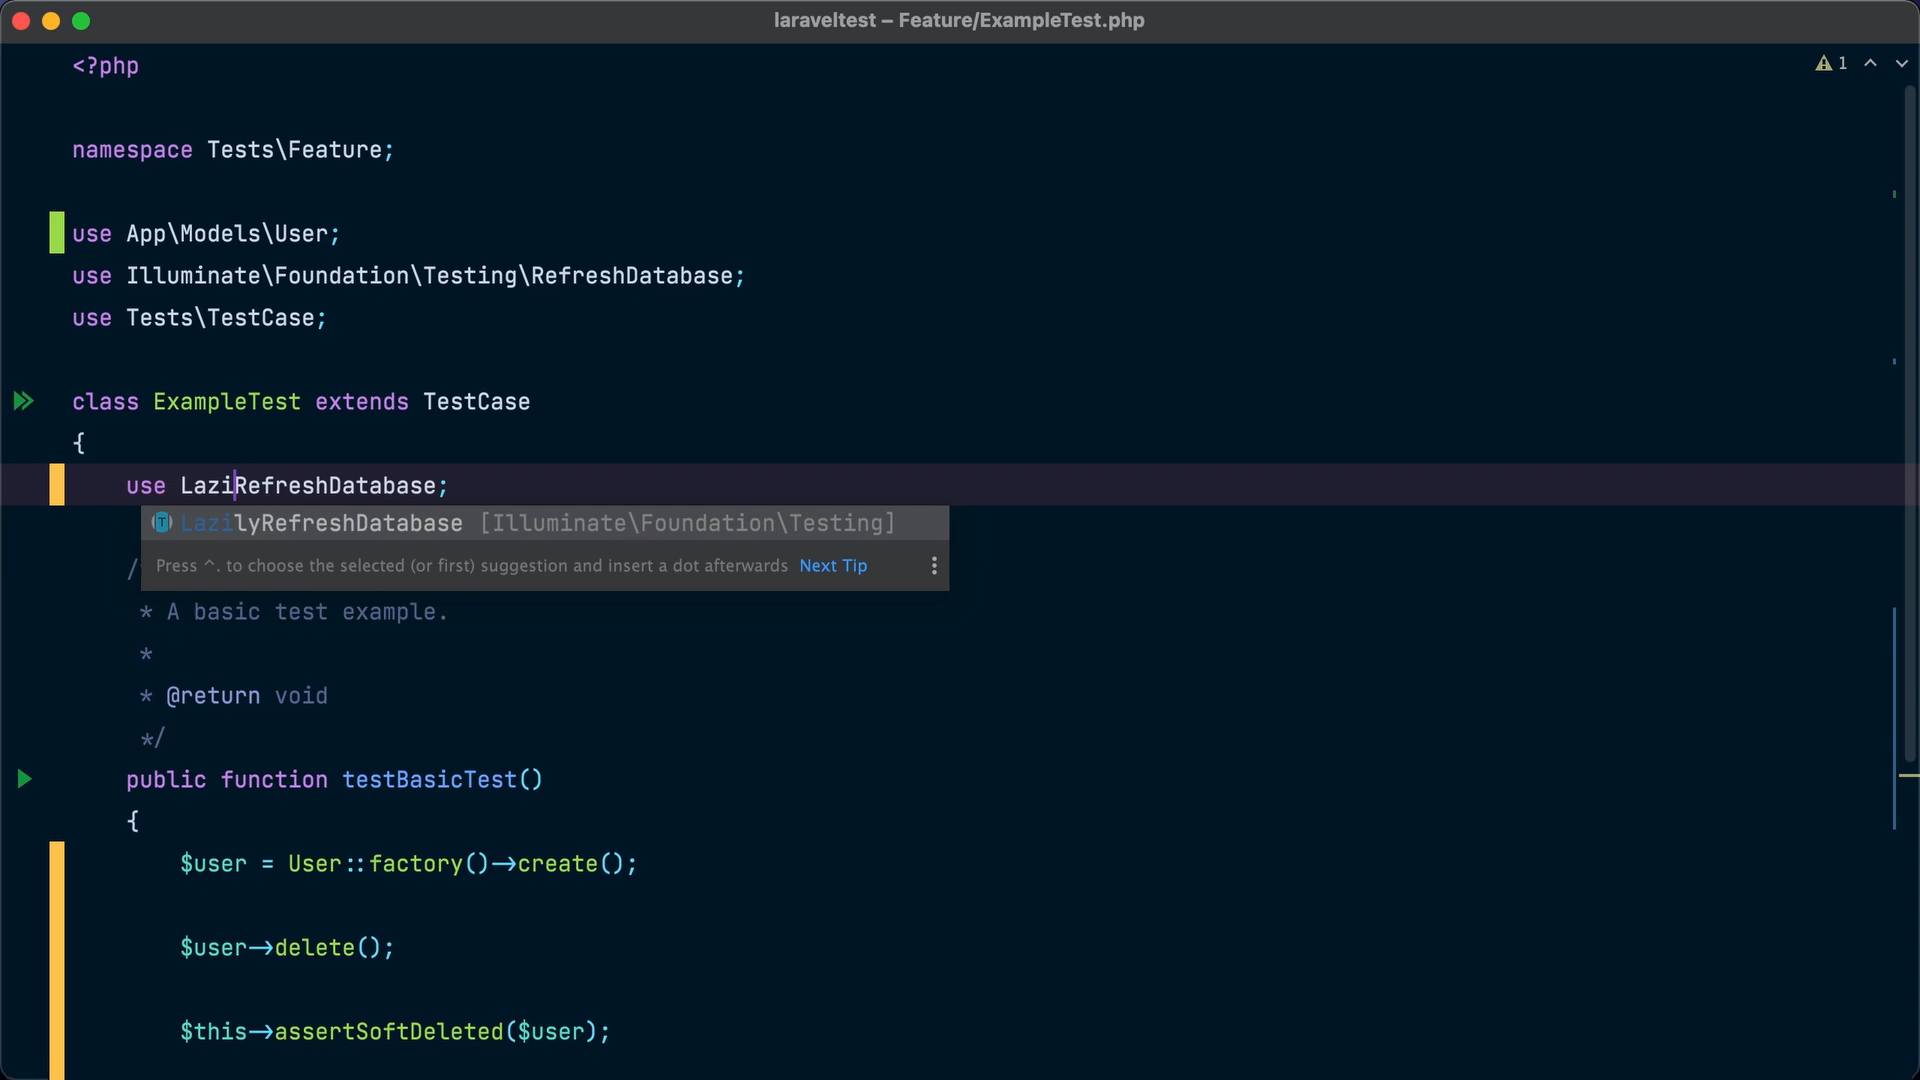 laraveltest – Feature/ExampleTest.php
<?php
1
namespace Tests\Feature;
use App\Models\User;
use Illuminate\Foundation\Testing\RefreshDatabase;
use Tests\TestCase;
class ExampleTest extends TestCase
{
use LaziRefreshDatabase;
T LazilyRefreshDatabase [Illuminate\Foundation\Testing]
/
Press ^. to choose the selected (or first) suggestion and insert a dot afterwards Next Tip
* A basic test example.
*
* @return void
*/
public function testBasicTest()
{
$user = User::factory()->create();
$user->delete();
$this->assertSoftDeleted($user);